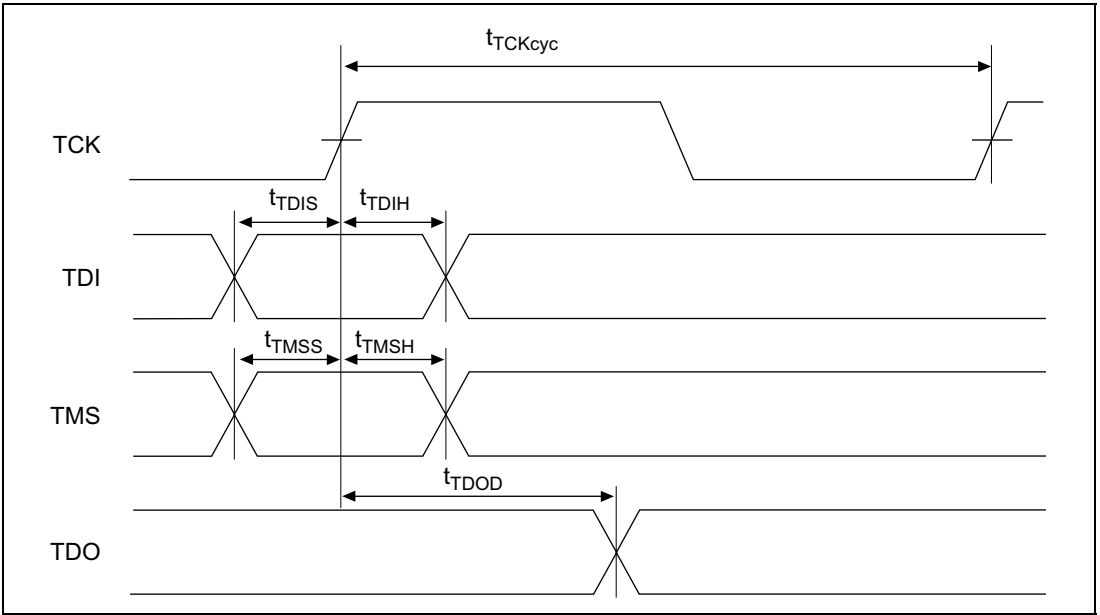 tTCKcyc
TCK
tTDIS tTDIH
TDI
tTMSS tTMSH
TMS
tTDOD
TDO